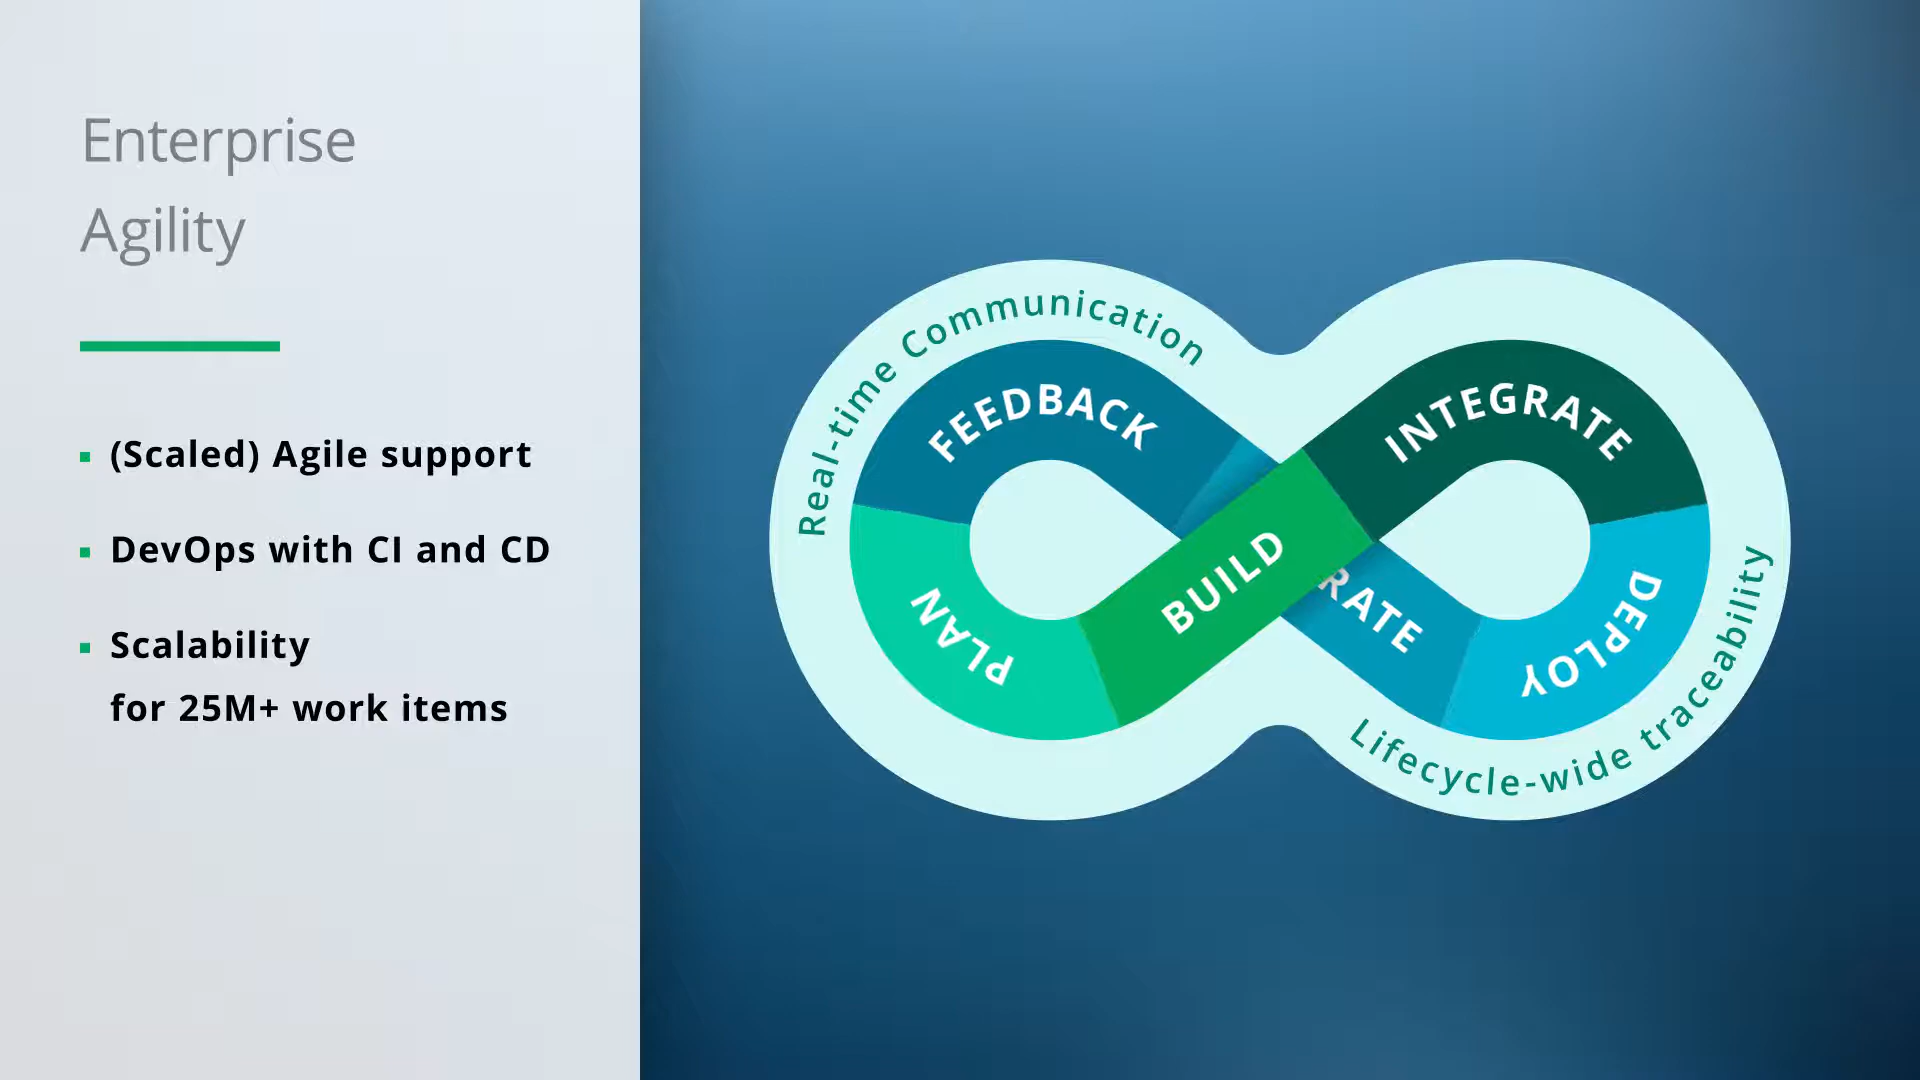 Enterprise
Agility
(Scaled) Agile support
DevOps with CI and CD
Scalability
for 25M+ work items
Real-time Communication
FEEDBACK
INTEGRATE
BUILD
RATE
PLAN
DEPLOY
Lifecycle-wide traceability